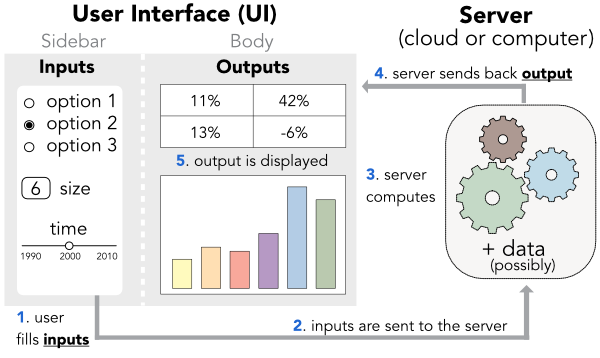 User Interface (UI)
Sidebar
Body
Inputs
Outputs
option 1
option 2
option 3
6 size
time
1990 2000 2010
11% 42%
13% -6%
5. output is displayed
Server
(cloud or computer)
4. server sends back output
3. server
computes
+ data
(possibly)
1. user
fills inputs
2. inputs are sent to the server